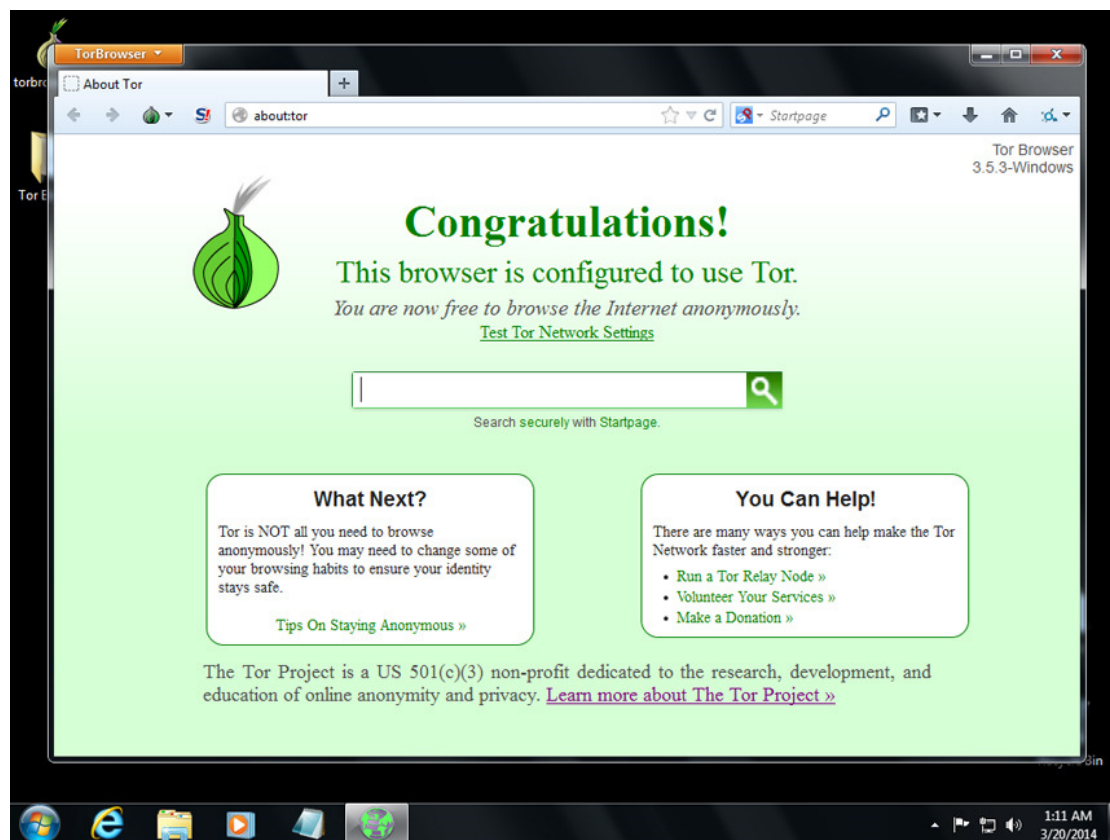 torbro
TorBrowser
About Tor
about:tor
Startpage
Tor Browser
3.5.3-Windows
Tor B
Congratulations!
This browser is configured to use Tor.
You are now free to browse the Internet anonymously.
Test Tor Network Settings
Search securely with Startpage.
What Next?
Tor is NOT all you need to browse
anonymously! You may need to change some of
your browsing habits to ensure your identity
stays safe.
Tips On Staying Anonymous »
You Can Help!
There are many ways you can help make the Tor
Network faster and stronger:
• Run a Tor Relay Node »
• Volunteer Your Services »
• Make a Donation »
The Tor Project is a US 501(c)(3) non-profit dedicated to the research, development, and
education of online anonymity and privacy. Learn more about The Tor Project »
Bin
1:11 AM
3/20/2014